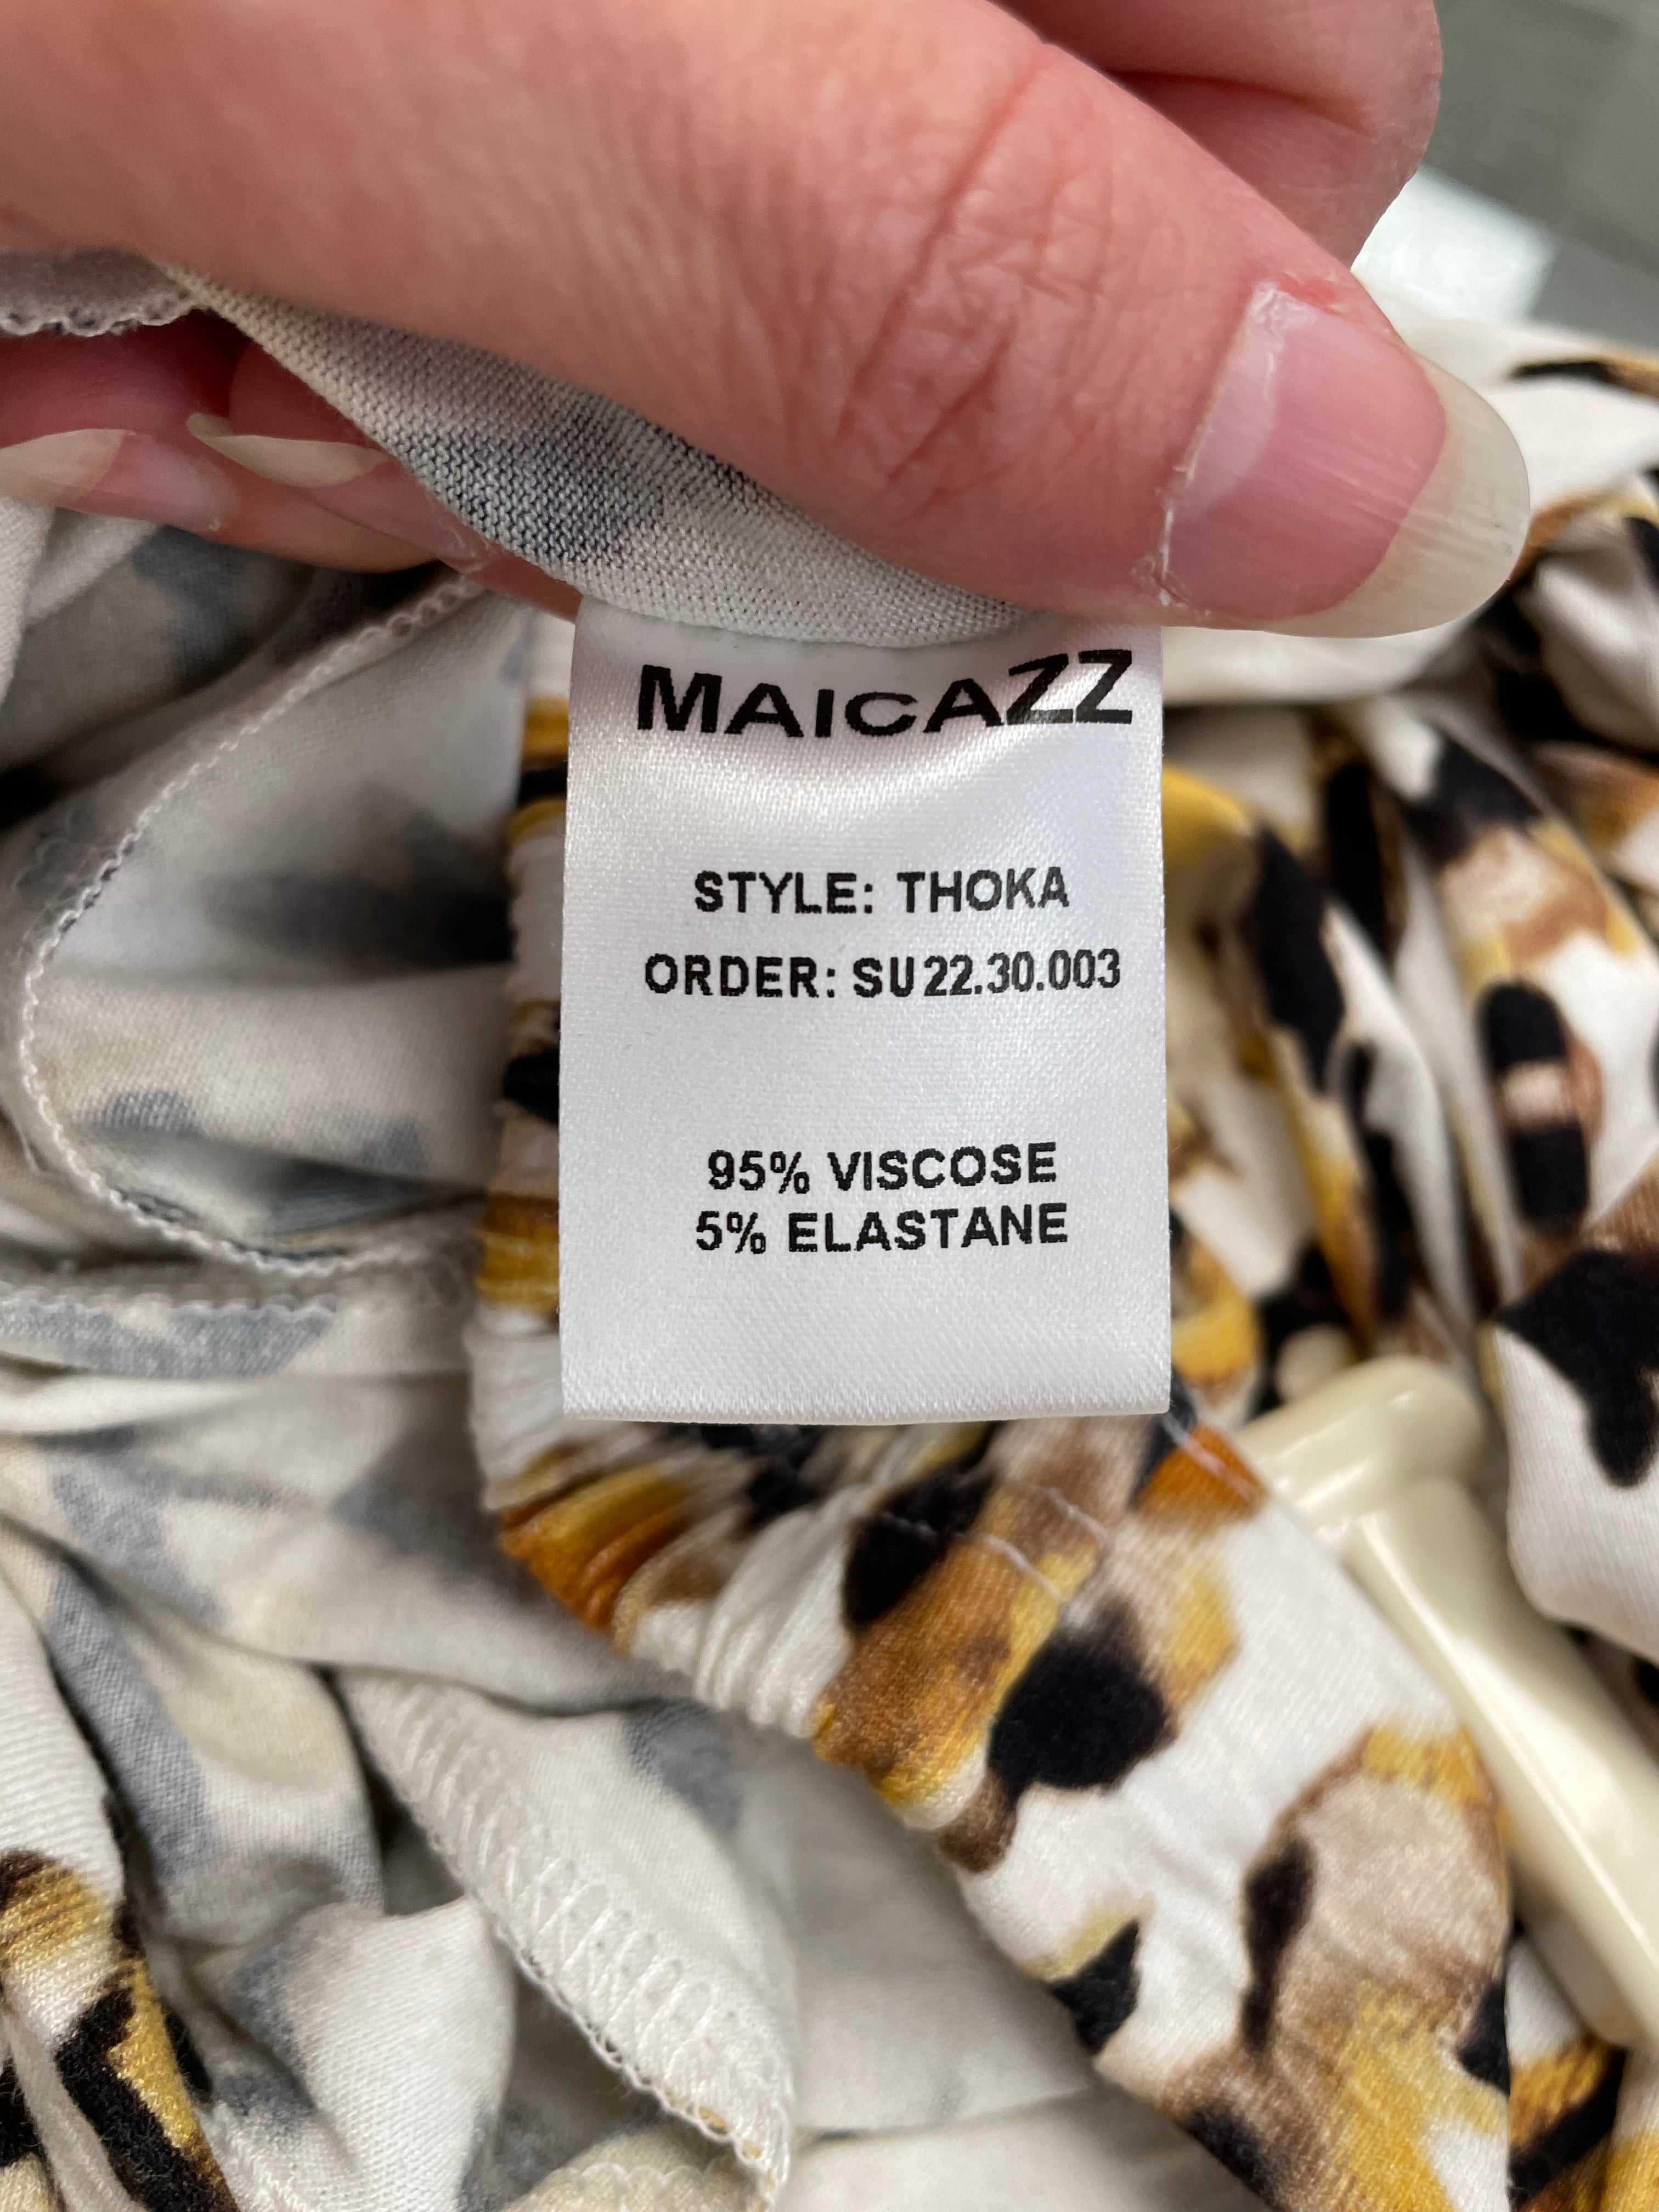 MAICAZZ
STYLE: THOKA
ORDER: SU22.30.003
95% VISCOSE
5% ELASTANE